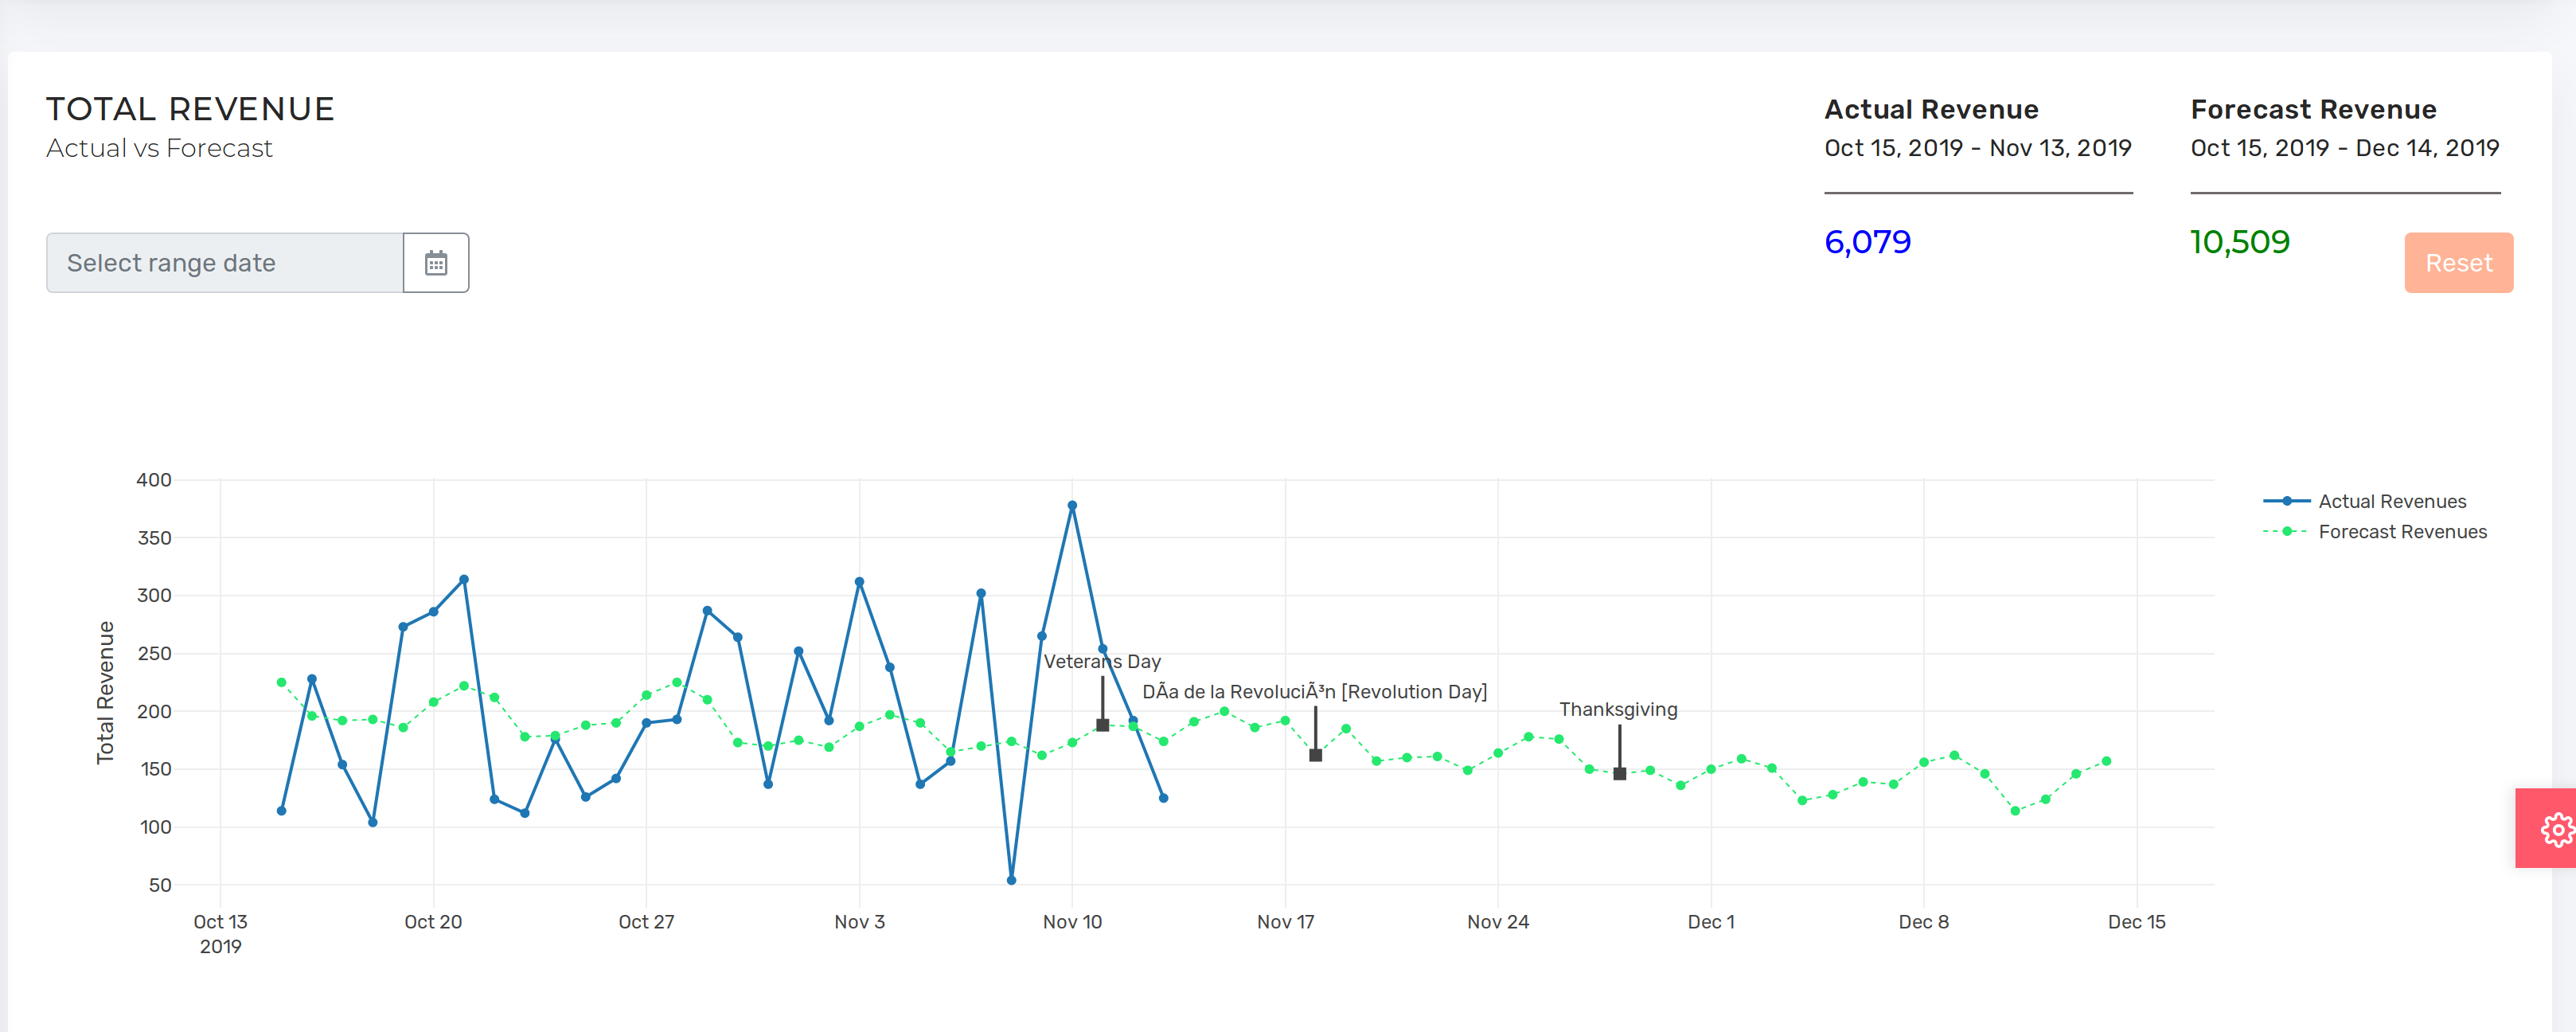 TOTAL REVENUE
Actual vs Forecast
Actual Revenue
Oct 15, 2019 - Nov 13, 2019
6,079
Forecast Revenue
Oct 15, 2019 - Dec 14, 2019
10,509
Select range date
Reset
Total Revenue
400
350
300
250
200
150
100
50
Veterans Day
DÃa de la RevoluciÃ³n [Revolution Day]
Thanksgiving
Actual Revenues
Forecast Revenues
Oct 13
2019
Oct 20
Oct 27
Nov 3
Nov 10
Nov 17
Nov 24
Dec 1
Dec 8
Dec 15